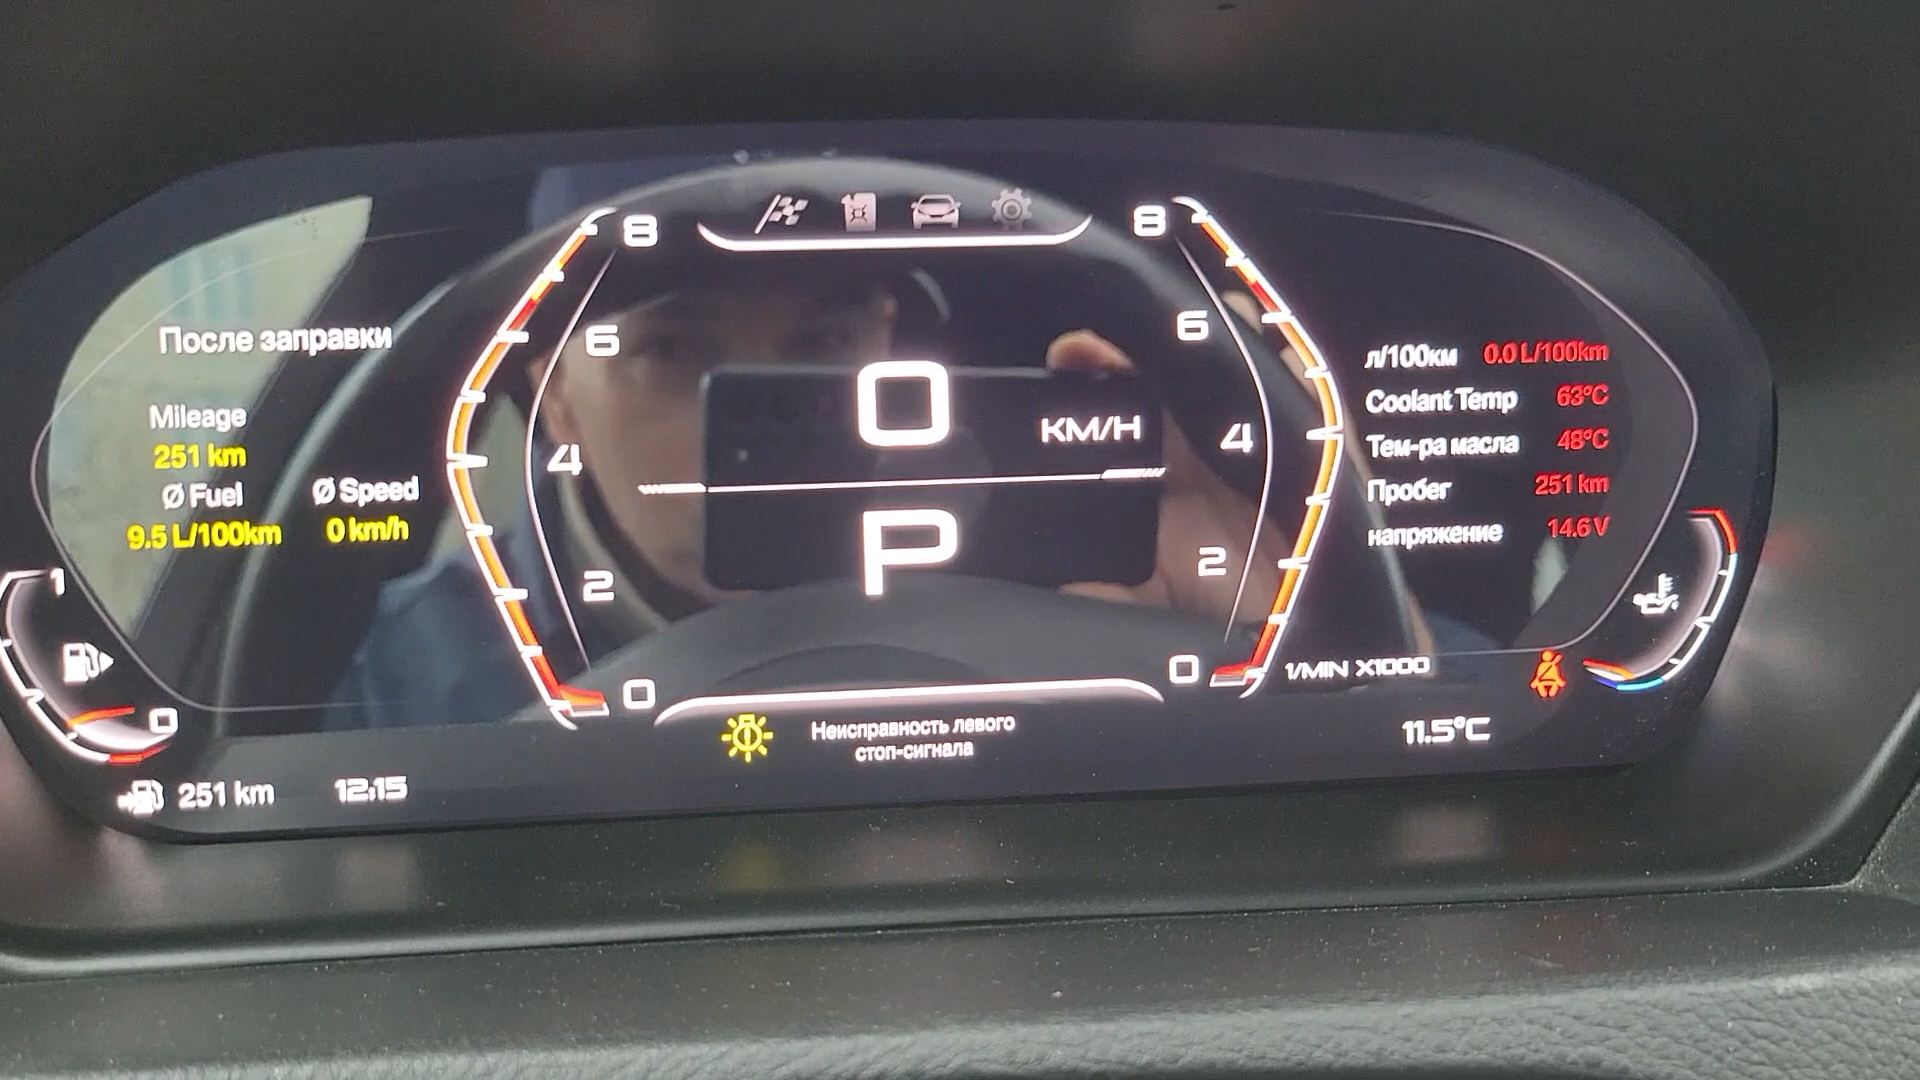 После заправки
Mileage
251 km
Ø Fuel
Ø Speed
9.5 L/100km
0 km/h
1
0
251 km
12:15
8
6
4
2
0
0
KM/H
P
Неисправность левого
стоп-сигнала
8
6
4
2
0
1/MIN X1000
л/100км 0.0 L/100km
Coolant Temp 63°C
Тем-ра масла 48°C
Пробег 251 km
напряжение 14.6 V
11.5°C